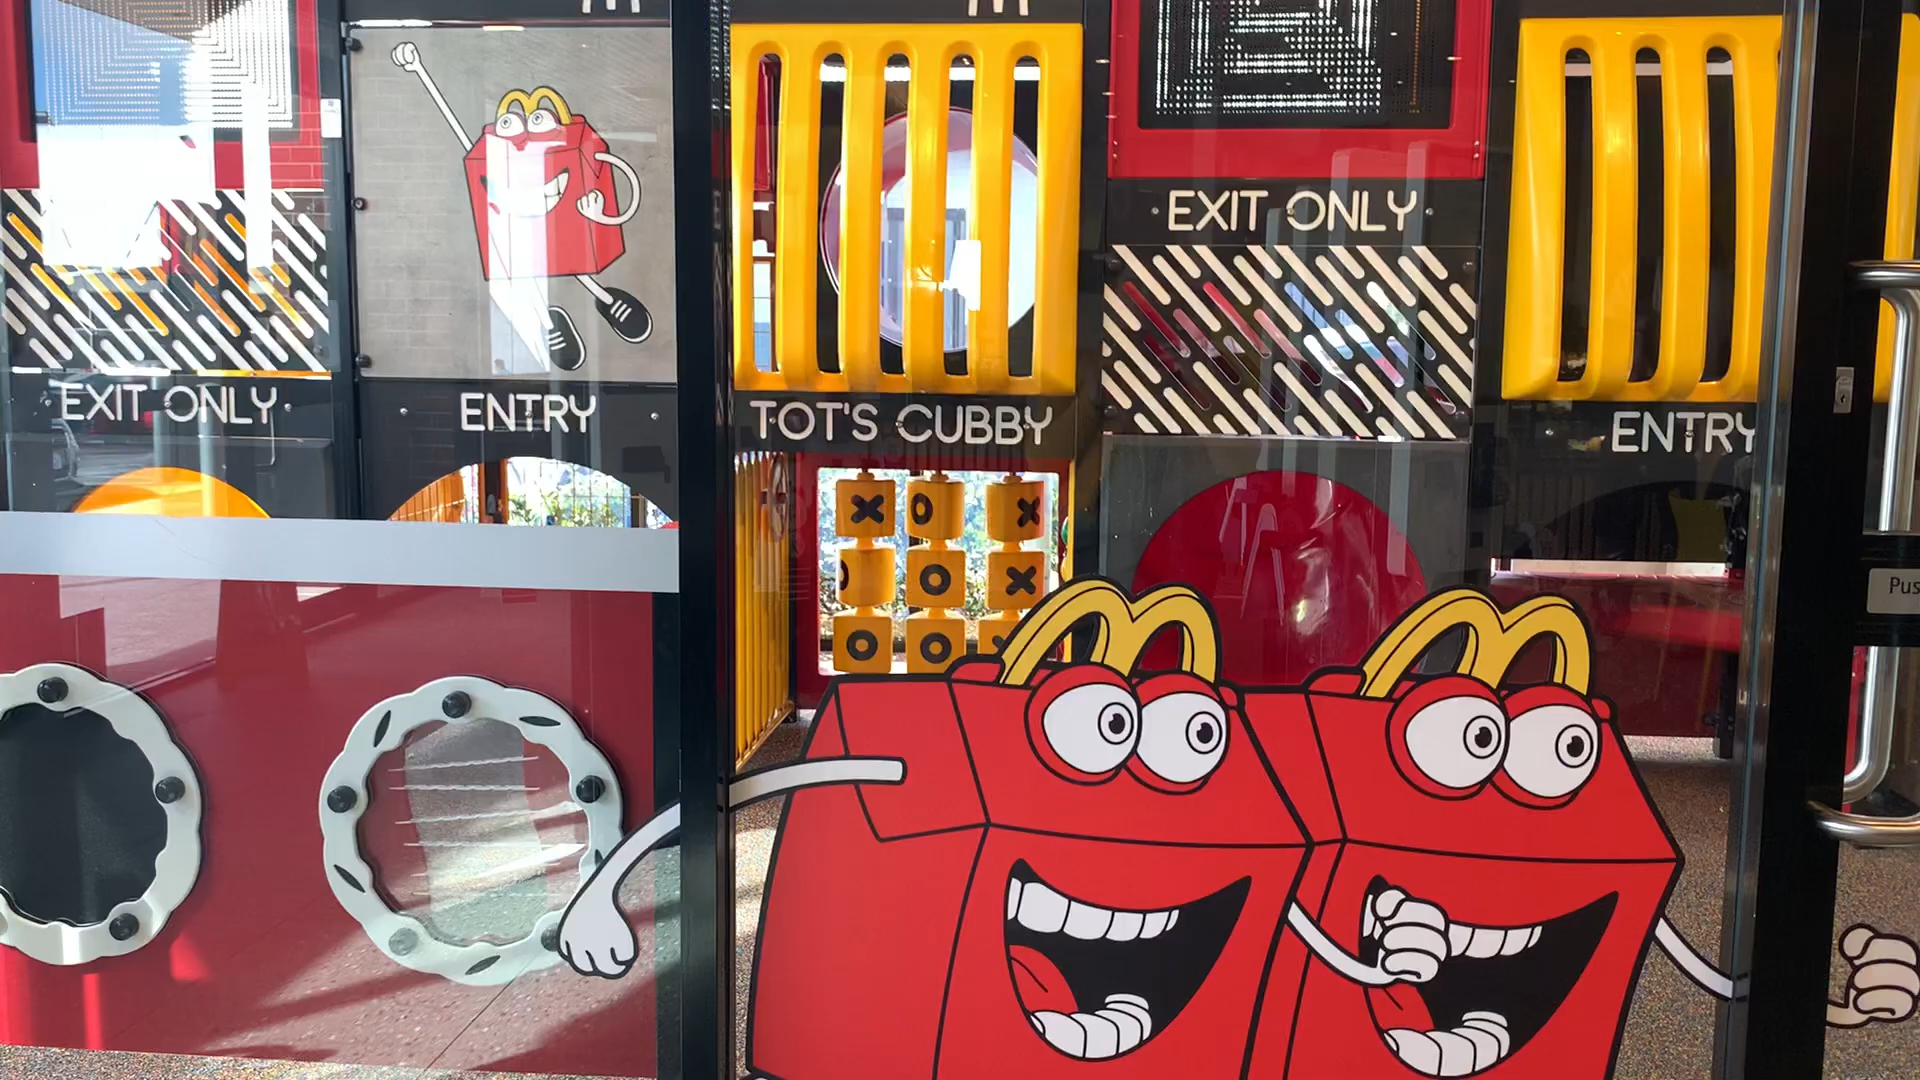 EXIT ONLY
EXIT ONLY
ENTRY
TOT'S CUBBY
ENTRY
X O X
O X
O O